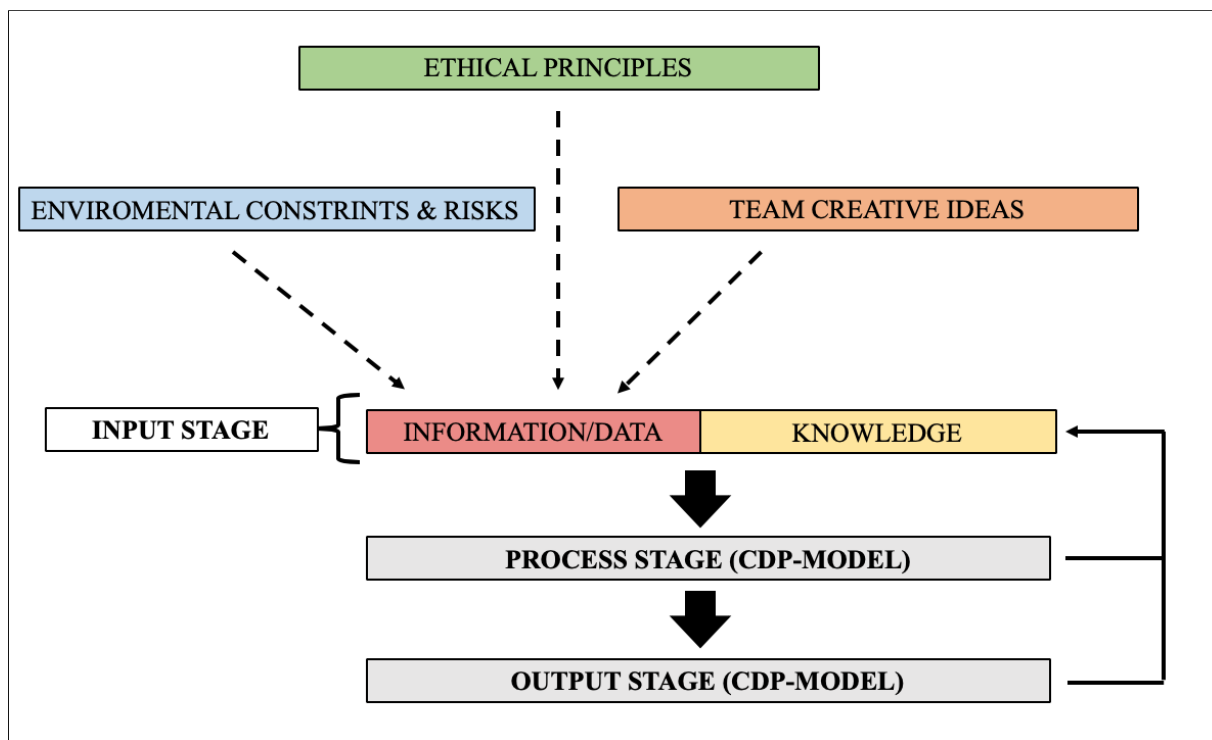 ETHICAL PRINCIPLES
ENVIROMENTAL CONSTRINTS & RISKS
TEAM CREATIVE IDEAS
INPUT STAGE
INFORMATION/DATA
KNOWLEDGE
PROCESS STAGE (CDP-MODEL)
OUTPUT STAGE (CDP-MODEL)